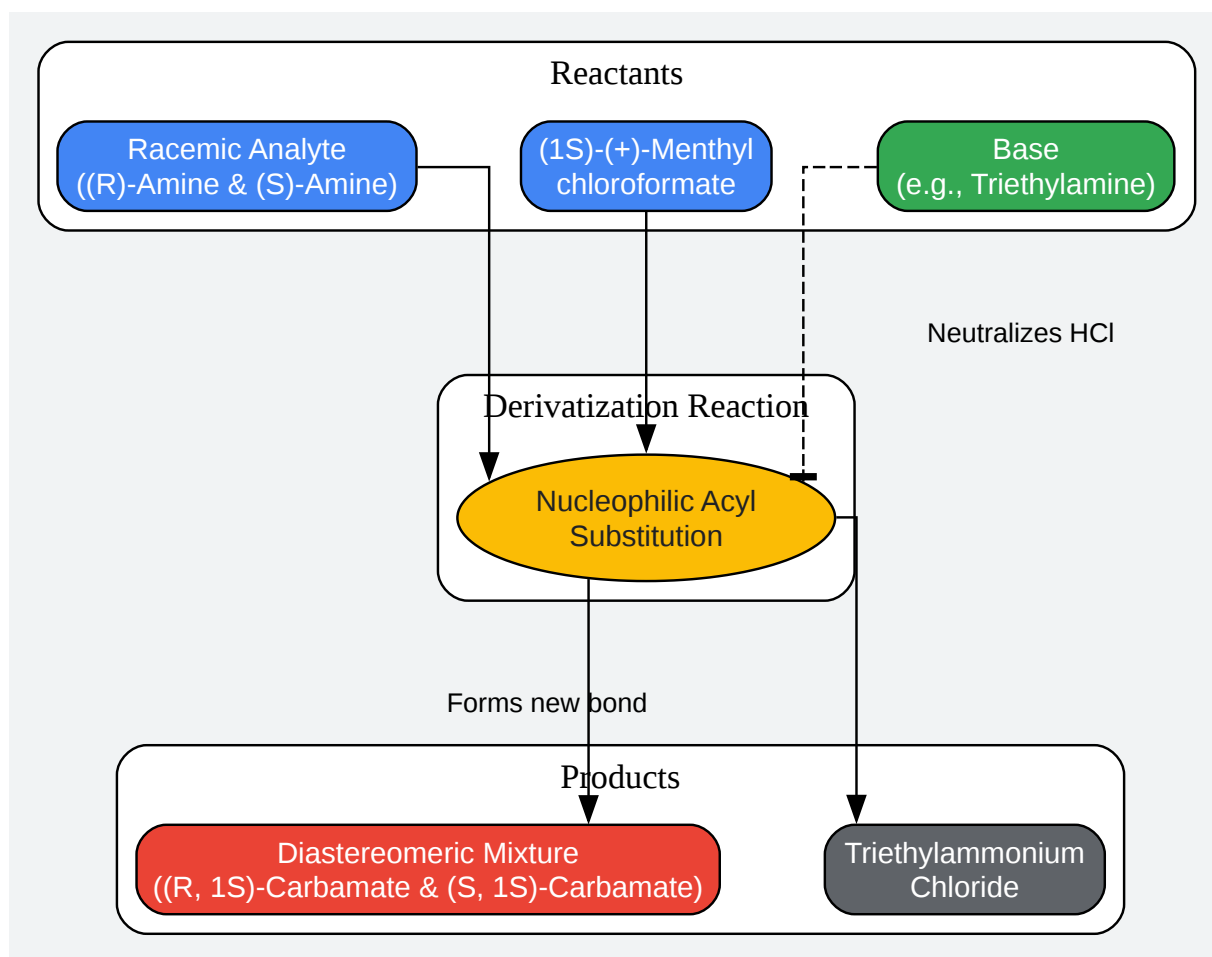 Reactants
Racemic Analyte
((R)-Amine & (S)-Amine)
(1S)-(+)-Menthyl
chloroformate
Base
(e.g., Triethylamine)
Neutralizes HCl
Derivatization Reaction
Nucleophilic Acyl
Substitution
Forms new bond
Products
Diastereomeric Mixture
((R, 1S)-Carbamate & (S, 1S)-Carbamate)
Triethylammonium
Chloride